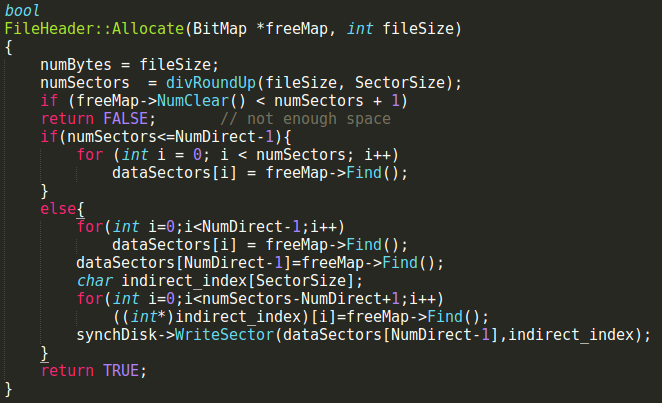 bool
FileHeader::Allocate(BitMap *freeMap, int fileSize)
{
    numBytes = fileSize;
    numSectors  = divRoundUp(fileSize, SectorSize);
    if (freeMap->NumClear() < numSectors + 1)
    return FALSE;       // not enough space
    if(numSectors<=NumDirect-1){
        for (int i = 0; i < numSectors; i++)
            dataSectors[i] = freeMap->Find();
    }
    else{
        for(int i=0;i<NumDirect-1;i++)
            dataSectors[i] = freeMap->Find();
        dataSectors[NumDirect-1]=freeMap->Find();
        char indirect_index[SectorSize];
        for(int i=0;i<numSectors-NumDirect+1;i++)
            ((int*)indirect_index)[i]=freeMap->Find();
        synchDisk->WriteSector(dataSectors[NumDirect-1],indirect_index);
    }
    return TRUE;
}